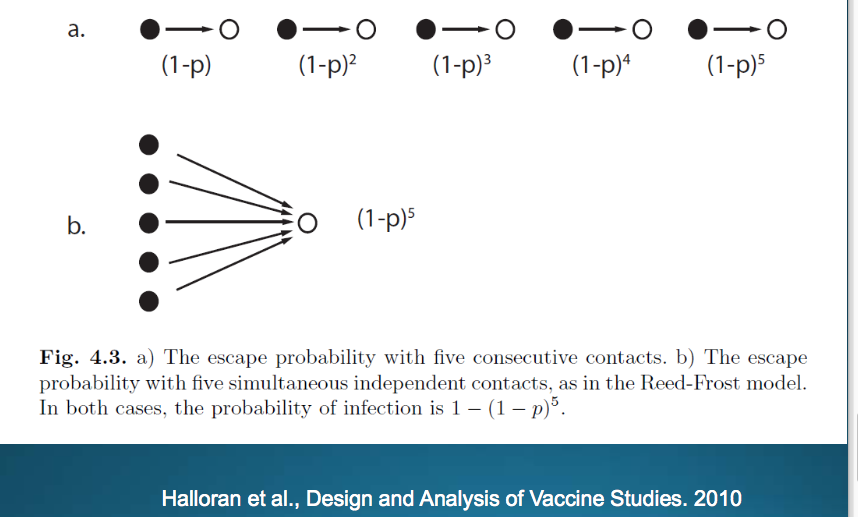 a.
(1-p) (1-p)² (1-p)³ (1-p)⁴ (1-p)⁵
b.
(1-p)⁵
Fig. 4.3. a) The escape probability with five consecutive contacts. b) The escape
probability with five simultaneous independent contacts, as in the Reed-Frost model.
In both cases, the probability of infection is 1 − (1 − p)⁵.
Halloran et al., Design and Analysis of Vaccine Studies. 2010